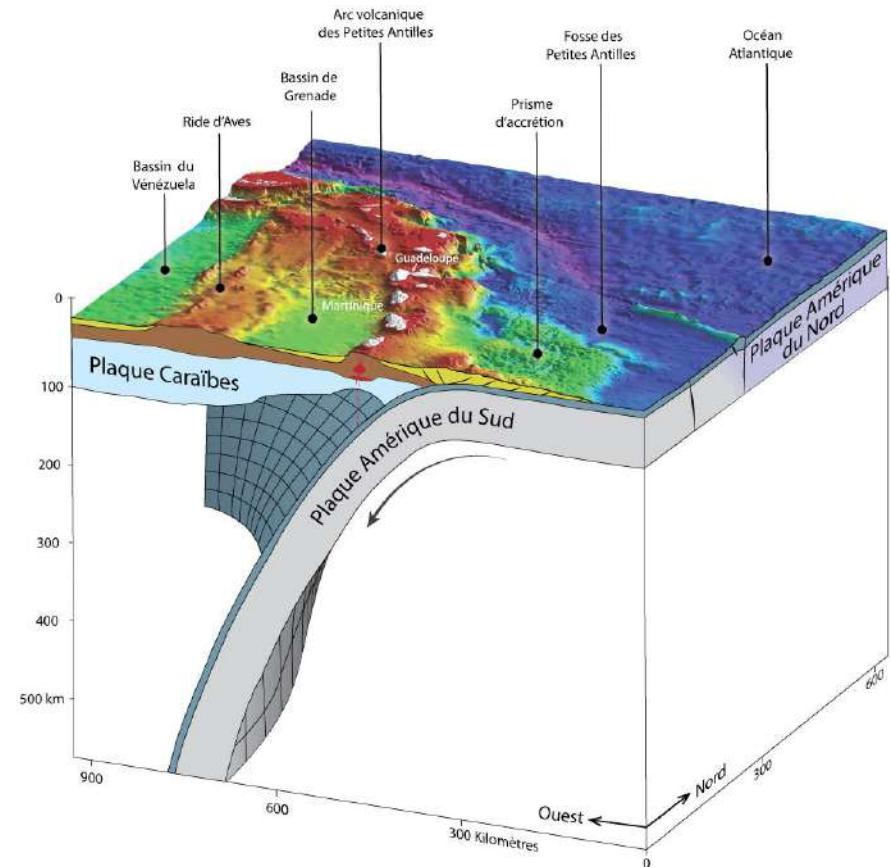 Arc volcanique
des Petites Antilles
Fosse des
Petites Antilles
Océan
Atlantique
Bassin de
Grenade
Prisme
d'accrétion
Ride d'Aves
Bassin du
Vénézuela
Guadeloupe
Martinique
Plaque Amérique
du Nord
Plaque Caraïbes
Plaque Amérique du Sud
0
100
200
300
400
500 km
900
600
300 Kilomètres
0
300
600
Ouest
Nord